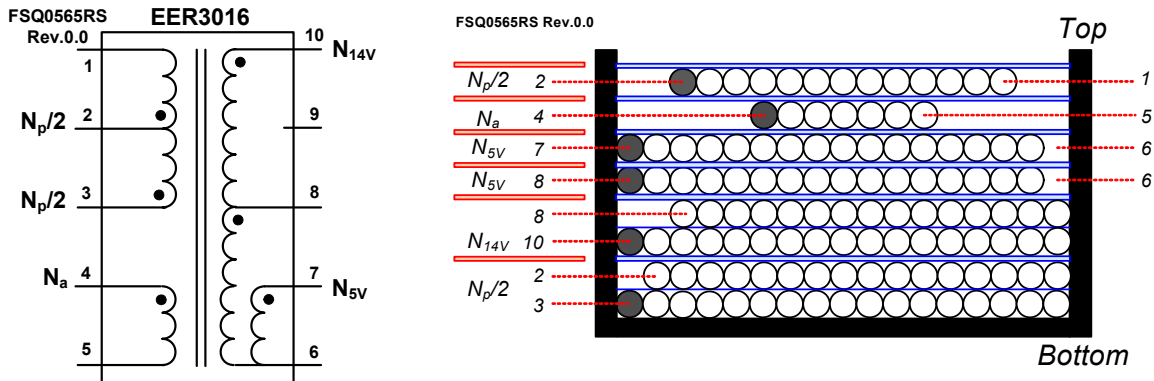 FSQ0565RS
Rev.0.0
EER3016
1
10
N14V
Np/2
2
9
Np/2
3
8
Na
4
7
N5V
5
6
FSQ0565RS Rev.0.0
Top
Np/2 2
1
Na 4
5
N5V 7
6
N5V 8
6
8
N14V 10
2
Np/2
3
Bottom